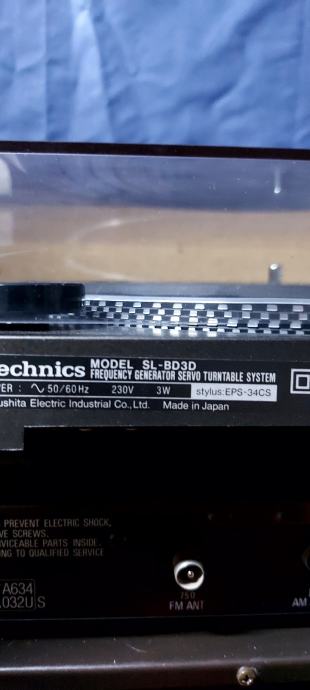 echnics MODEL SL-BD3D
FREQUENCY GENERATOR SERVO TURNTABLE SYSTEM
VER : ∿ 50/60Hz 230V 3W stylus:EPS-34CS
ushita Electric Industrial Co., Ltd. Made in Japan
PREVENT ELECTRIC SHOCK,
VE SCREWS.
VICEABLE PARTS INSIDE.
NG TO QUALIFIED SERVICE
A634
032U S
75Ω
FM ANT
AM